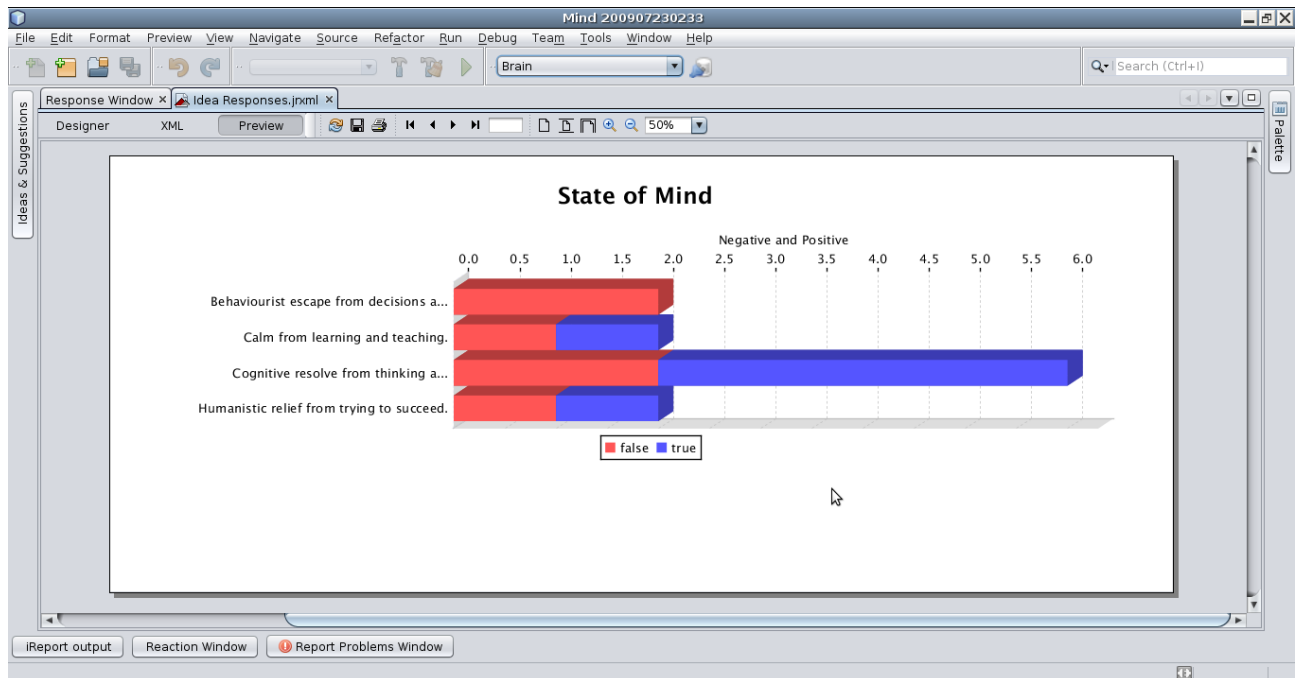 Mind 200907230233
File Edit Format Preview View Navigate Source Refactor Run Debug Team Tools Window Help
Brain
Search (Ctrl+I)
Response Window
Idea Responses.jrxml
Designer XML Preview 50%
Ideas & Suggestions
Palette
State of Mind
Negative and Positive
0.0 0.5 1.0 1.5 2.0 2.5 3.0 3.5 4.0 4.5 5.0 5.5 6.0
Behaviourist escape from decisions a...
Calm from learning and teaching.
Cognitive resolve from thinking a...
Humanistic relief from trying to succeed.
false true
iReport output Reaction Window Report Problems Window